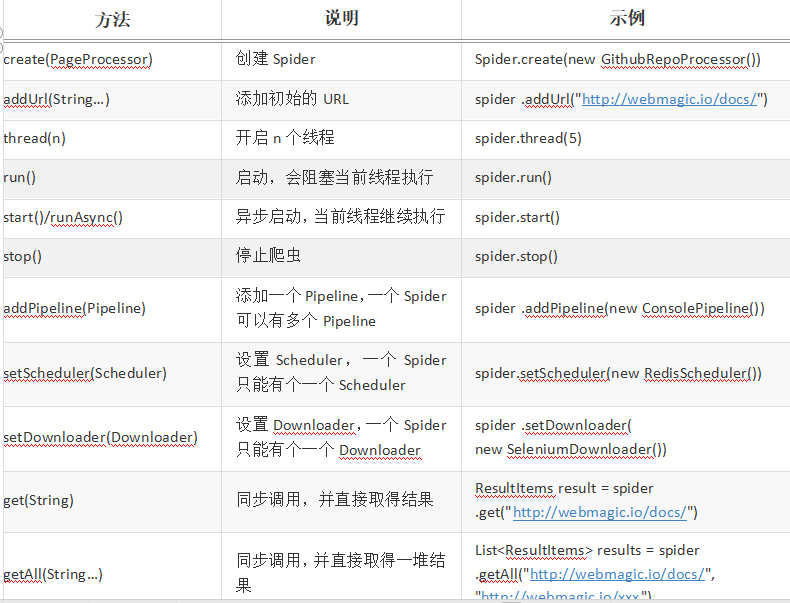 方法 说明 示例
create(PageProcessor) 创建 Spider Spider.create(new GithubRepoProcessor())
addUrl(String…) 添加初始的 URL spider .addUrl("http://webmagic.io/docs/")
thread(n) 开启 n 个线程 spider.thread(5)
run() 启动，会阻塞当前线程执行 spider.run()
start()/runAsync() 异步启动，当前线程继续执行 spider.start()
stop() 停止爬虫 spider.stop()
addPipeline(Pipeline) 添加一个 Pipeline，一个 Spider
可以有多个 Pipeline spider .addPipeline(new ConsolePipeline())
setScheduler(Scheduler) 设置 Scheduler，一个 Spider
只能有个一个 Scheduler spider.setScheduler(new RedisScheduler())
setDownloader(Downloader) 设置 Downloader，一个 Spider
只能有个一个 Downloader spider .setDownloader(
new SeleniumDownloader())
get(String) 同步调用，并直接取得结果 ResultItems result = spider
.get("http://webmagic.io/docs/")
getAll(String…) 同步调用，并直接取得一堆结
果 List<ResultItems> results = spider
.getAll("http://webmagic.io/docs/",
"http://webmagic.io/xxx")